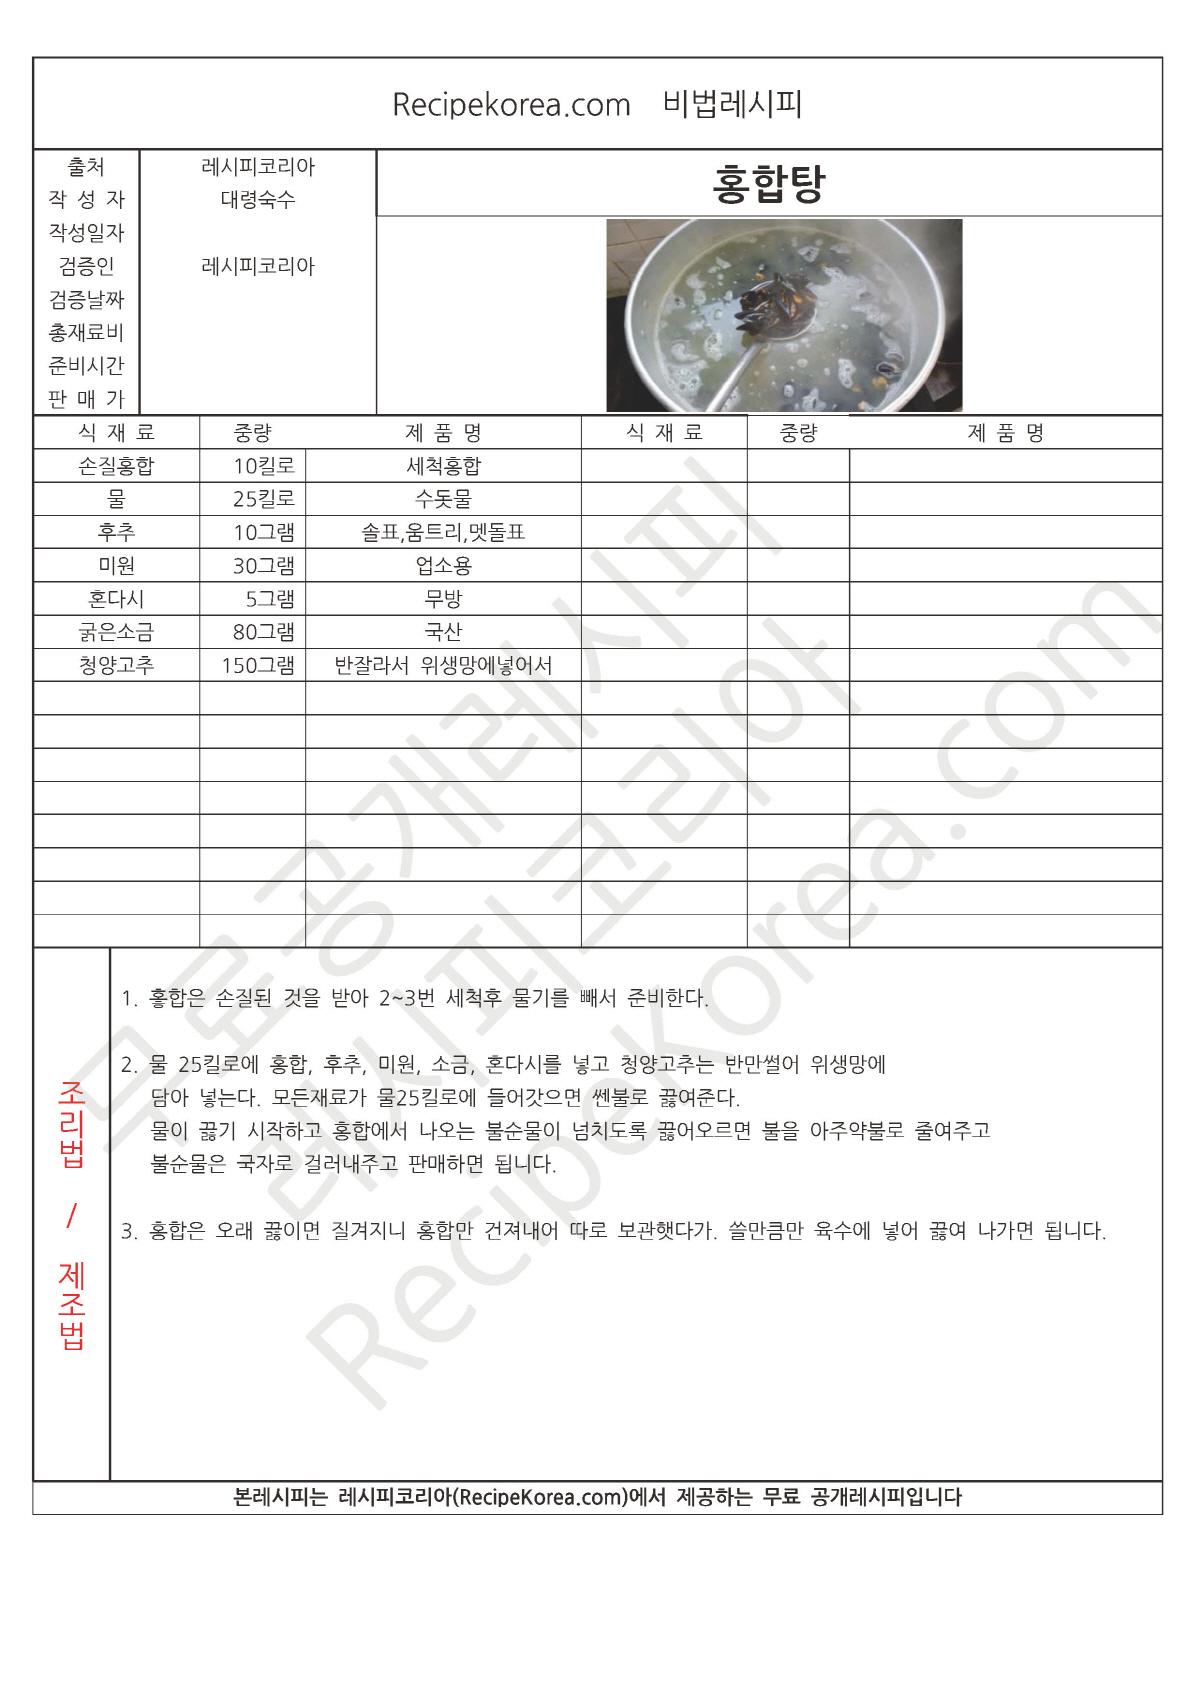 Recipekorea.com 비법레시피
출처 레시피코리아 홍합탕
작 성 자 대령숙수
작성일자
검증인 레시피코리아
검증날짜
총재료비
준비시간
판 매 가
식 재 료 중량 제 품 명 식 재 료 중량 제 품 명
손질홍합 10킬로 세척홍합
물 25킬로 수돗물
후추 10그램 솔표,움트리,멧돌표
미원 30그램 업소용
혼다시 5그램 무방
굵은소금 80그램 국산
청양고추 150그램 반잘라서 위생망에넣어서
조리법 / 제조법
1. 홓합은 손질된 것을 받아 2~3번 세척후 물기를 빼서 준비한다.
2. 물 25킬로에 홍합, 후추, 미원, 소금, 혼다시를 넣고 청양고추는 반만썰어 위생망에
담아 넣는다. 모든재료가 물25킬로에 들어갓으면 쎈불로 끓여준다.
물이 끓기 시작하고 홍합에서 나오는 불순물이 넘치도록 끓어오르면 불을 아주약불로 줄여주고
불순물은 국자로 걸러내주고 판매하면 됩니다.
3. 홍합은 오래 끓이면 질겨지니 홍합만 건져내어 따로 보관햇다가. 쓸만큼만 육수에 넣어 끓여 나가면 됩니다.
무료공개레시피
레시피코리아
RecipeKorea.com
본레시피는 레시피코리아(RecipeKorea.com)에서 제공하는 무료 공개레시피입니다